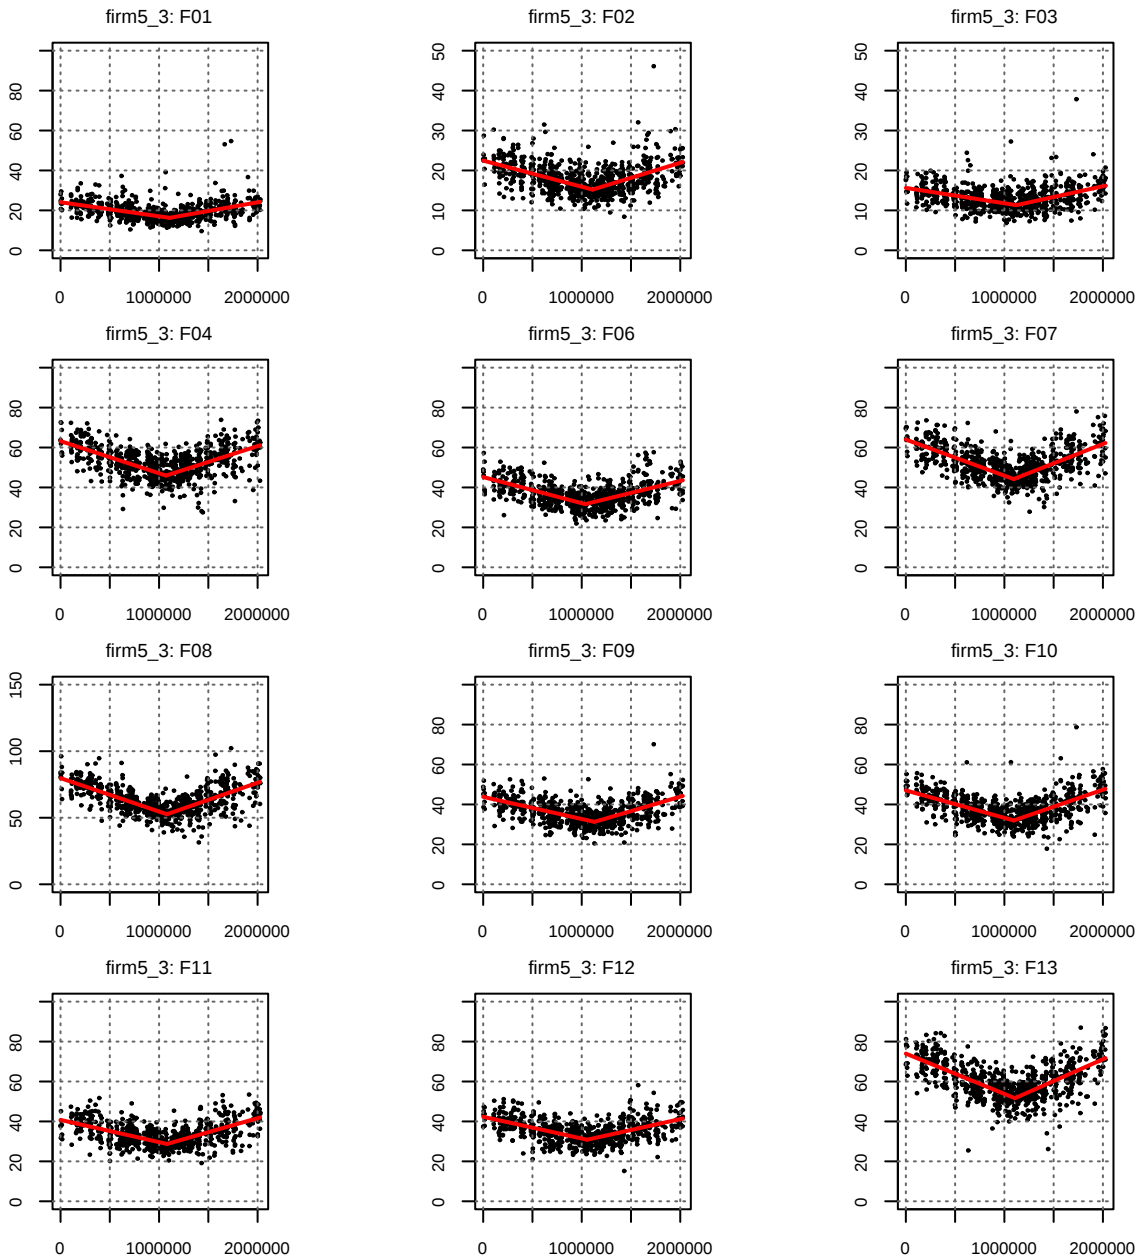 firm5_3: F01
firm5_3: F02
firm5_3: F03
0 20 40 60 80
0 10 20 30 40 50
0 10 20 30 40 50
0 1000000 2000000
0 1000000 2000000
0 1000000 2000000
firm5_3: F04
firm5_3: F06
firm5_3: F07
0 20 40 60 80
0 20 40 60 80
0 20 40 60 80
0 1000000 2000000
0 1000000 2000000
0 1000000 2000000
firm5_3: F08
firm5_3: F09
firm5_3: F10
0 50 100 150
0 20 40 60 80
0 20 40 60 80
0 1000000 2000000
0 1000000 2000000
0 1000000 2000000
firm5_3: F11
firm5_3: F12
firm5_3: F13
0 20 40 60 80
0 20 40 60 80
0 20 40 60 80
0 1000000 2000000
0 1000000 2000000
0 1000000 2000000